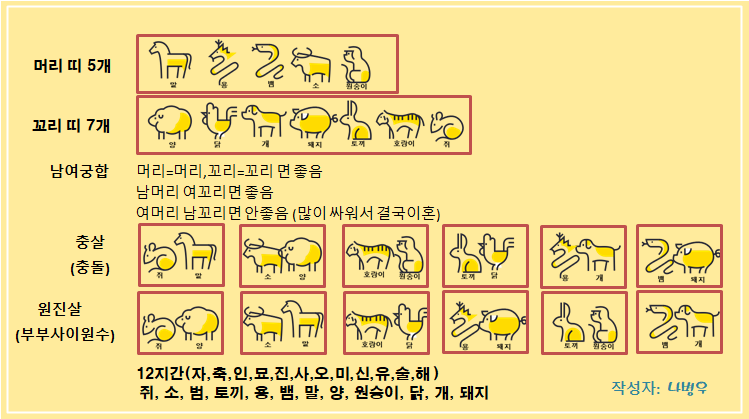 머리 띠 5개
말 용 뱀 소 원숭이
꼬리 띠 7개
양 닭 개 돼지 토끼 호랑이 쥐
남여궁합
머리=머리,꼬리=꼬리 면 좋음
남머리 여꼬리면 좋음
여머리 남꼬리면 안좋음 (많이 싸워서 결국이혼)
충살
(충돌)
쥐 말 소 양 호랑이 원숭이 토끼 닭 용 개 뱀 돼지
원진살
(부부사이원수)
쥐 양 소 말 호랑이 닭 용 돼지 토끼 원숭이 뱀 개
12지간(자,축,인,묘,진,사,오,미,신,유,술,해)
쥐, 소, 범, 토끼, 용, 뱀, 말, 양, 원숭이, 닭, 개, 돼지
작성자: 나병우